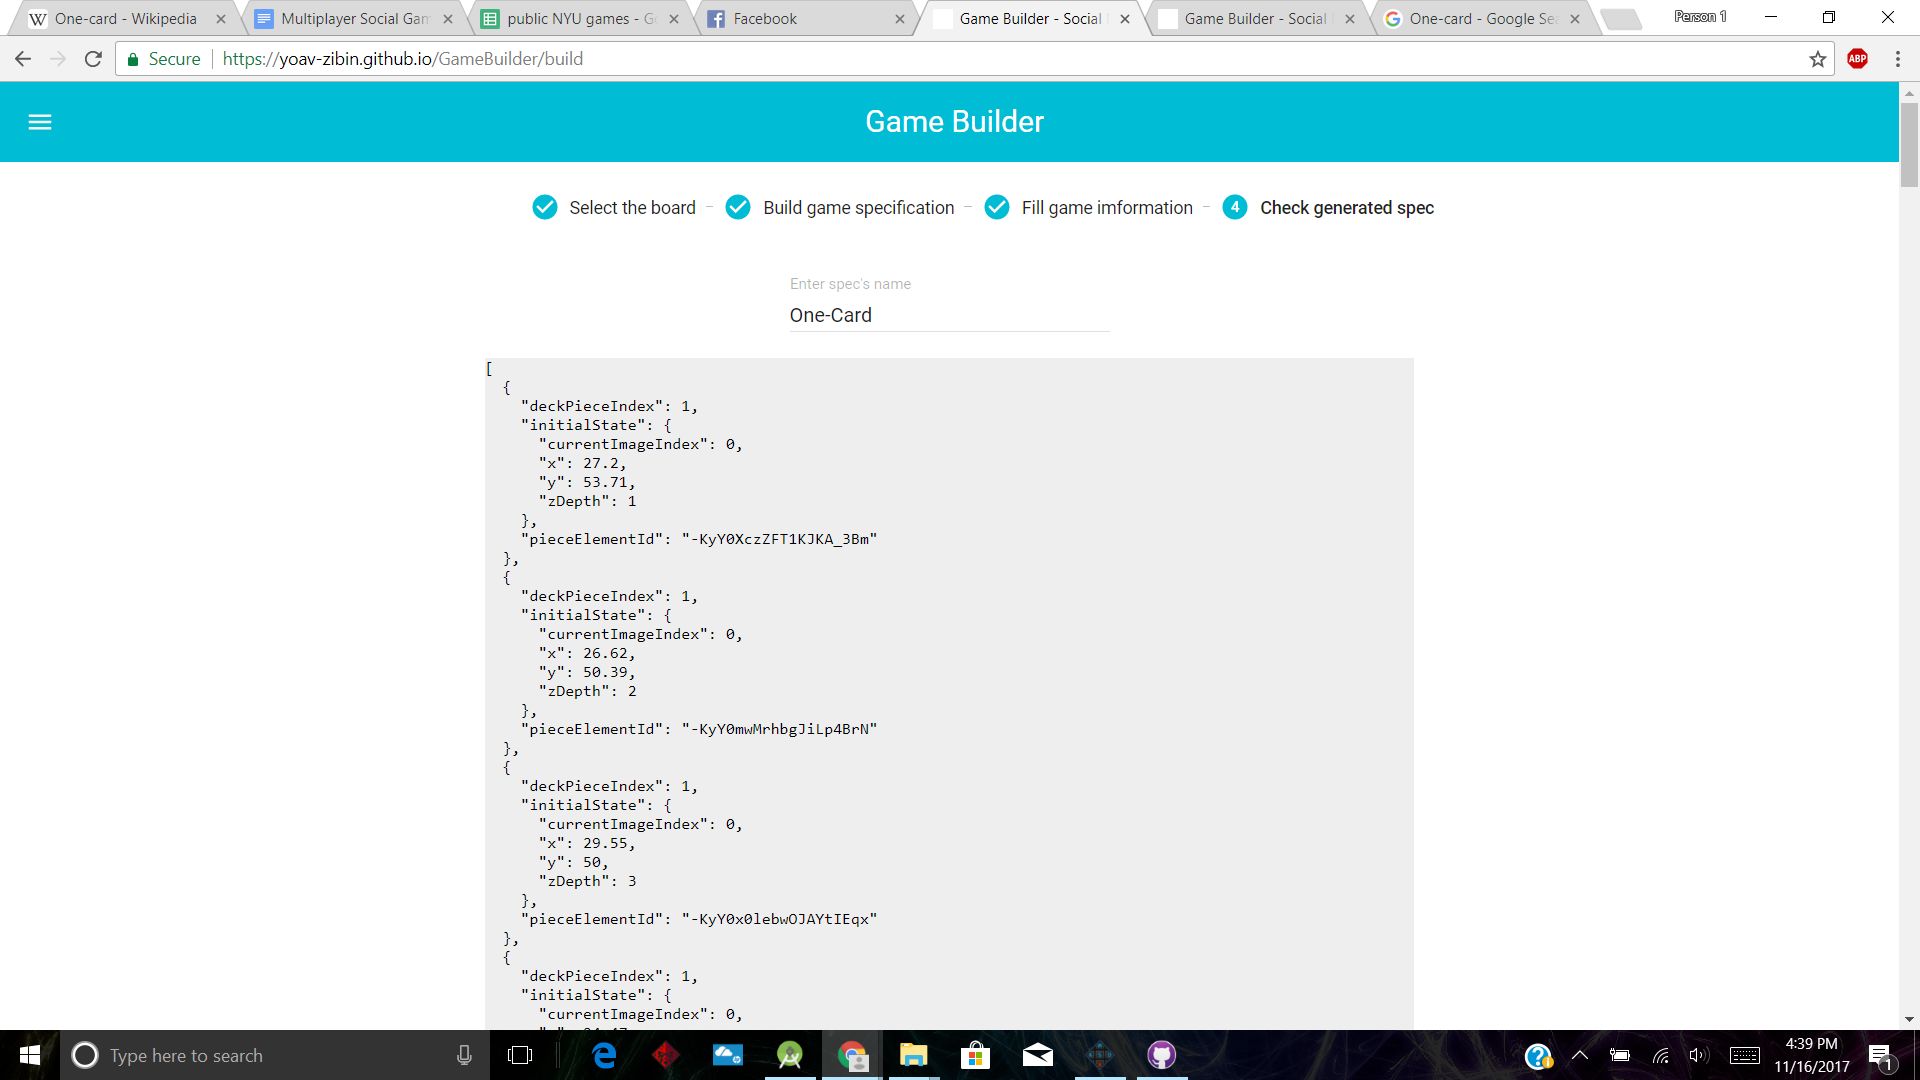 One-card - Wikipedia
Multiplayer Social Gam
public NYU games - G
Facebook
Game Builder - Social
Game Builder - Social
One-card - Google Se
Person 1
Secure
https://yoav-zibin.github.io/GameBuilder/build
ABP
Game Builder
Select the board
Build game specification
Fill game imformation
4
Check generated spec
Enter spec's name
One-Card
[
{
"deckPieceIndex": 1,
"initialState": {
"currentImageIndex": 0,
"x": 27.2,
"y": 53.71,
"zDepth": 1
},
"pieceElementId": "-KyY0XczZFT1KJKA_3Bm"
},
{
"deckPieceIndex": 1,
"initialState": {
"currentImageIndex": 0,
"x": 26.62,
"y": 50.39,
"zDepth": 2
},
"pieceElementId": "-KyY0mwMrhbgJiLp4BrN"
},
{
"deckPieceIndex": 1,
"initialState": {
"currentImageIndex": 0,
"x": 29.55,
"y": 50,
"zDepth": 3
},
"pieceElementId": "-KyY0x0lebwOJAYtIEqx"
},
{
"deckPieceIndex": 1,
"initialState": {
"currentImageIndex": 0,
Type here to search
4:39 PM
11/16/2017
1